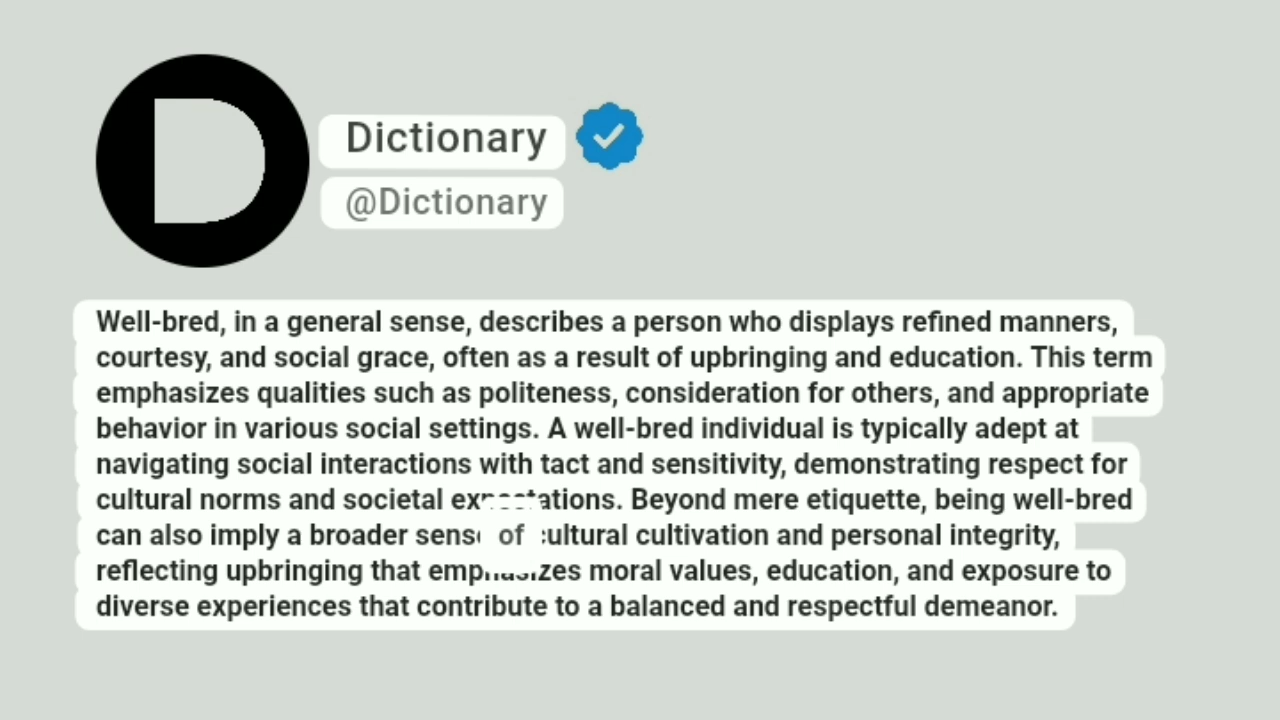 D
Dictionary
@Dictionary
Well-bred, in a general sense, describes a person who displays refined manners,
courtesy, and social grace, often as a result of upbringing and education. This term
emphasizes qualities such as politeness, consideration for others, and appropriate
behavior in various social settings. A well-bred individual is typically adept at
navigating social interactions with tact and sensitivity, demonstrating respect for
cultural norms and societal expectations. Beyond mere etiquette, being well-bred
can also imply a broader sense of cultural cultivation and personal integrity,
reflecting upbringing that emphasizes moral values, education, and exposure to
diverse experiences that contribute to a balanced and respectful demeanor.